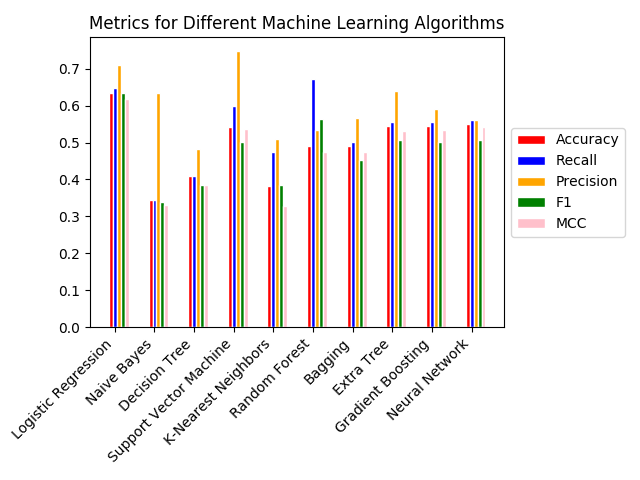 Metrics for Different Machine Learning Algorithms
0.7
0.6
0.5
0.4
0.3
0.2
0.1
0.0
Accuracy
Recall
Precision
F1
MCC
Logistic Regression
Naive Bayes
Decision Tree
Support Vector Machine
K-Nearest Neighbors
Random Forest
Bagging
Extra Tree
Gradient Boosting
Neural Network